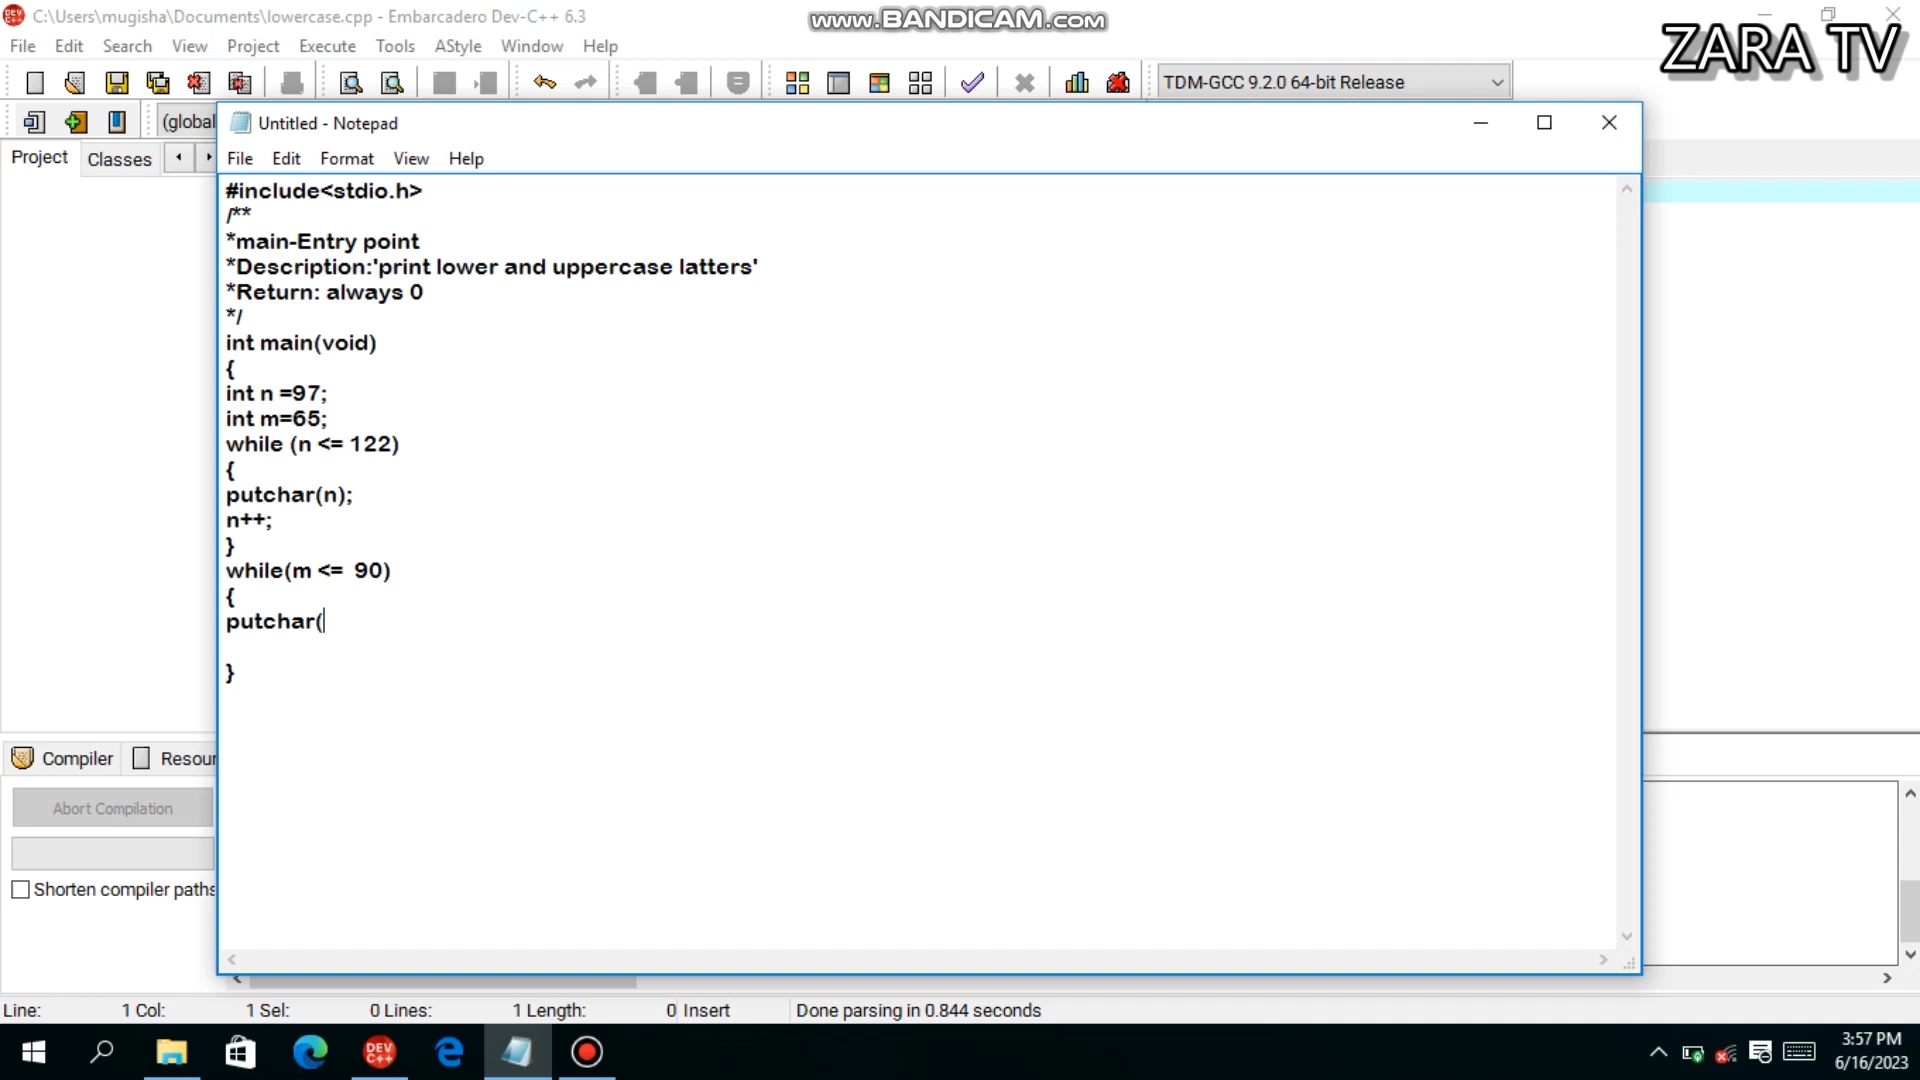 C:\Users\mugisha\Documents\lowercase.cpp - Embarcadero Dev-C++ 6.3
www.BANDICAM.COM
ZARA TV
File Edit Search View Project Execute Tools AStyle Window Help
TDM-GCC 9.2.0 64-bit Release
(global
Untitled - Notepad
Project Classes
File Edit Format View Help
#include<stdio.h>
/**
*main-Entry point
*Description:'print lower and uppercase latters'
*Return: always 0
*/
int main(void)
{
int n =97;
int m=65;
while (n <= 122)
{
putchar(n);
n++;
}
while(m <=  90)
{
putchar(
}
Compiler Resour
Abort Compilation
Shorten compiler paths
Line: 1 Col: 1 Sel: 0 Lines: 1 Length: 0 Insert Done parsing in 0.844 seconds
DEV C++
3:57 PM
6/16/2023